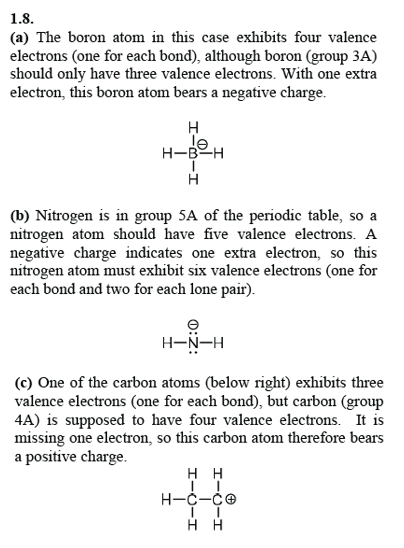 1.8.
(a) The boron atom in this case exhibits four valence
electrons (one for each bond), although boron (group 3A)
should only have three valence electrons. With one extra
electron, this boron atom bears a negative charge.
H
⊖
H–B–H
H
(b) Nitrogen is in group 5A of the periodic table, so a
nitrogen atom should have five valence electrons. A
negative charge indicates one extra electron, so this
nitrogen atom must exhibit six valence electrons (one for
each bond and two for each lone pair).
⊖
H–N–H
(c) One of the carbon atoms (below right) exhibits three
valence electrons (one for each bond), but carbon (group
4A) is supposed to have four valence electrons. It is
missing one electron, so this carbon atom therefore bears
a positive charge.
H H
H–C–C⊕
H H